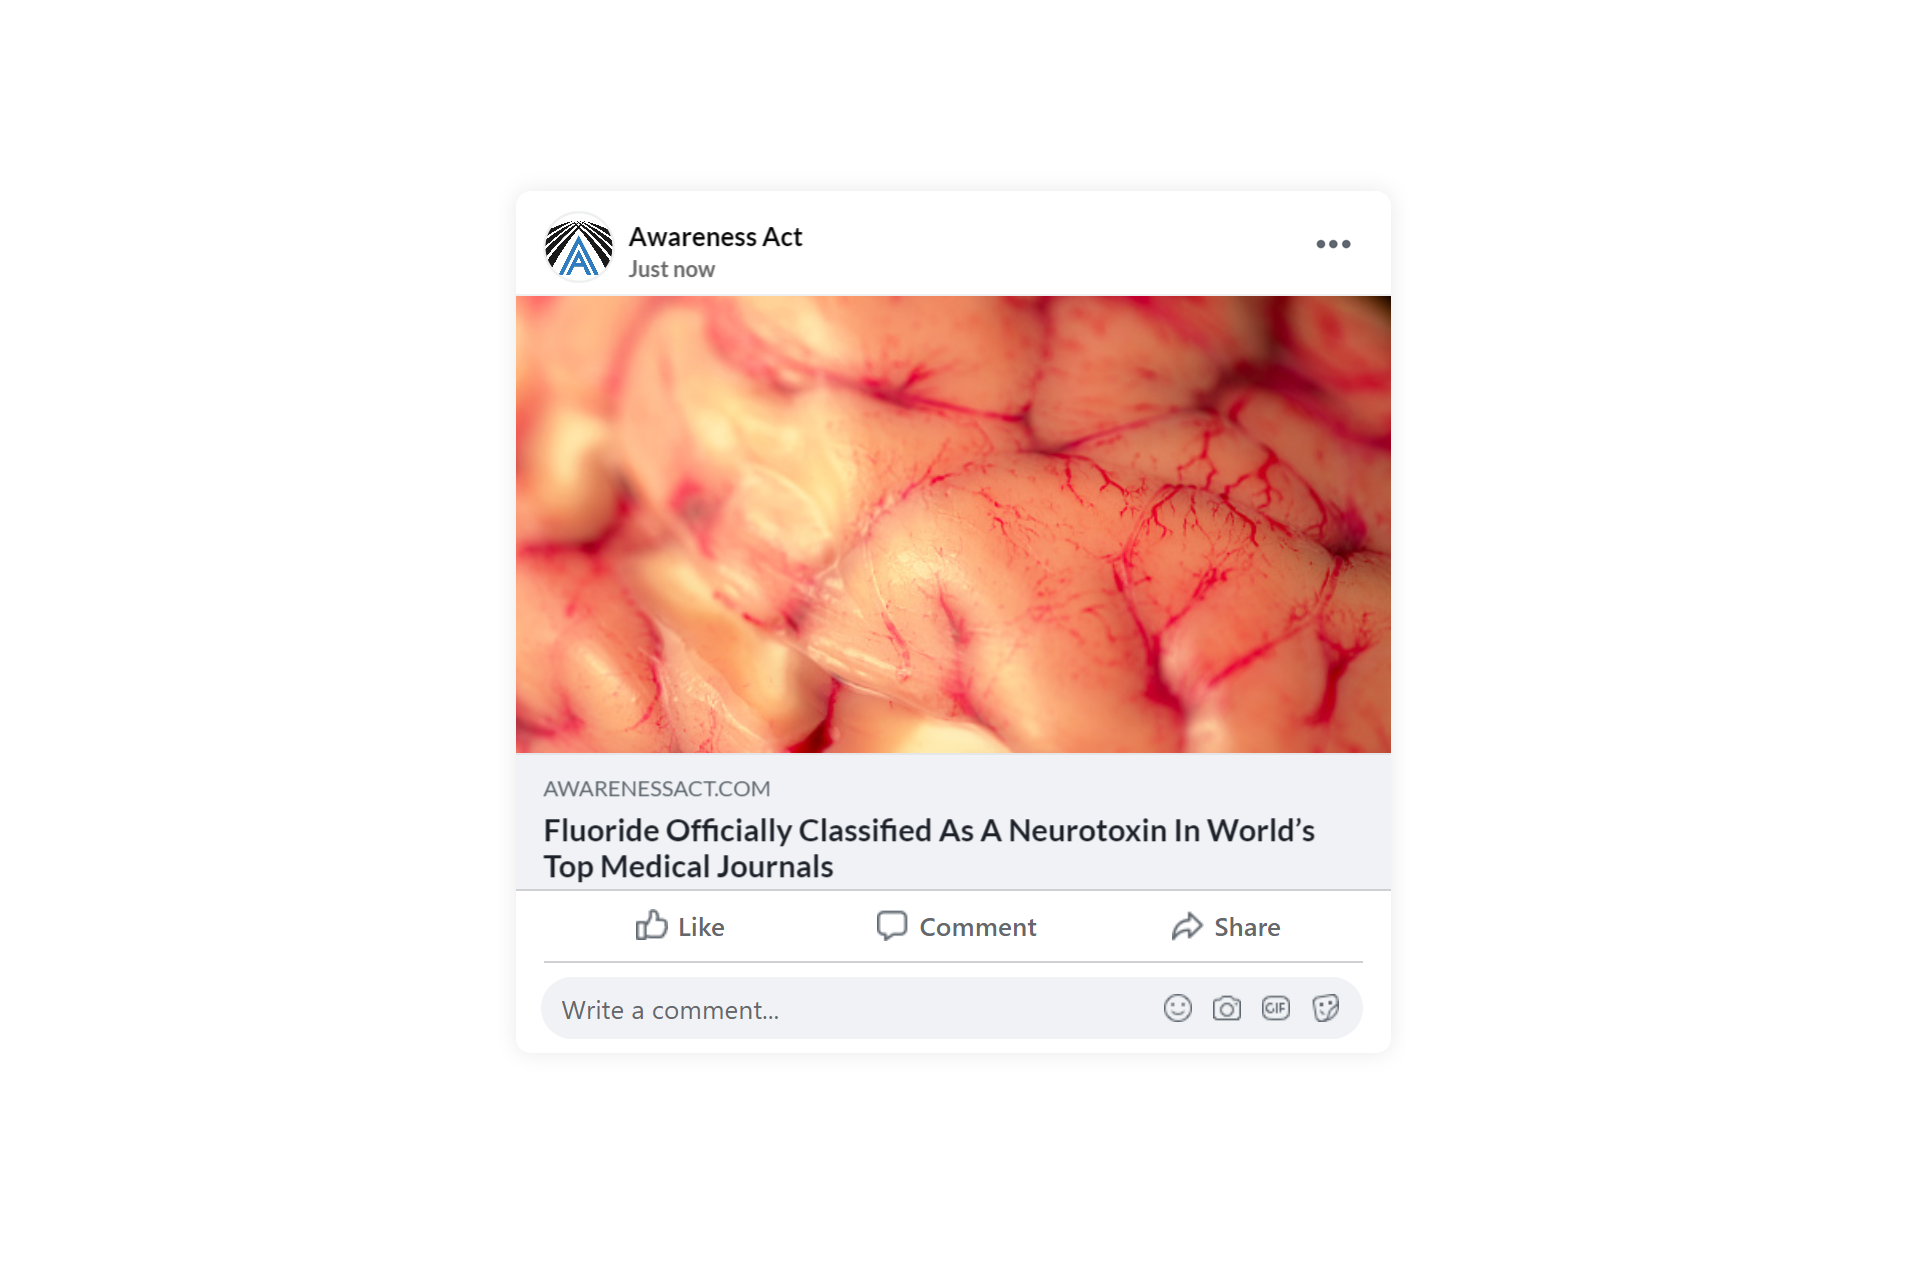 Awareness Act
Just now
AWARENESSACT.COM
Fluoride Officially Classified As A Neurotoxin In World’s
Top Medical Journals
Like
Comment
Share
Write a comment...
GIF